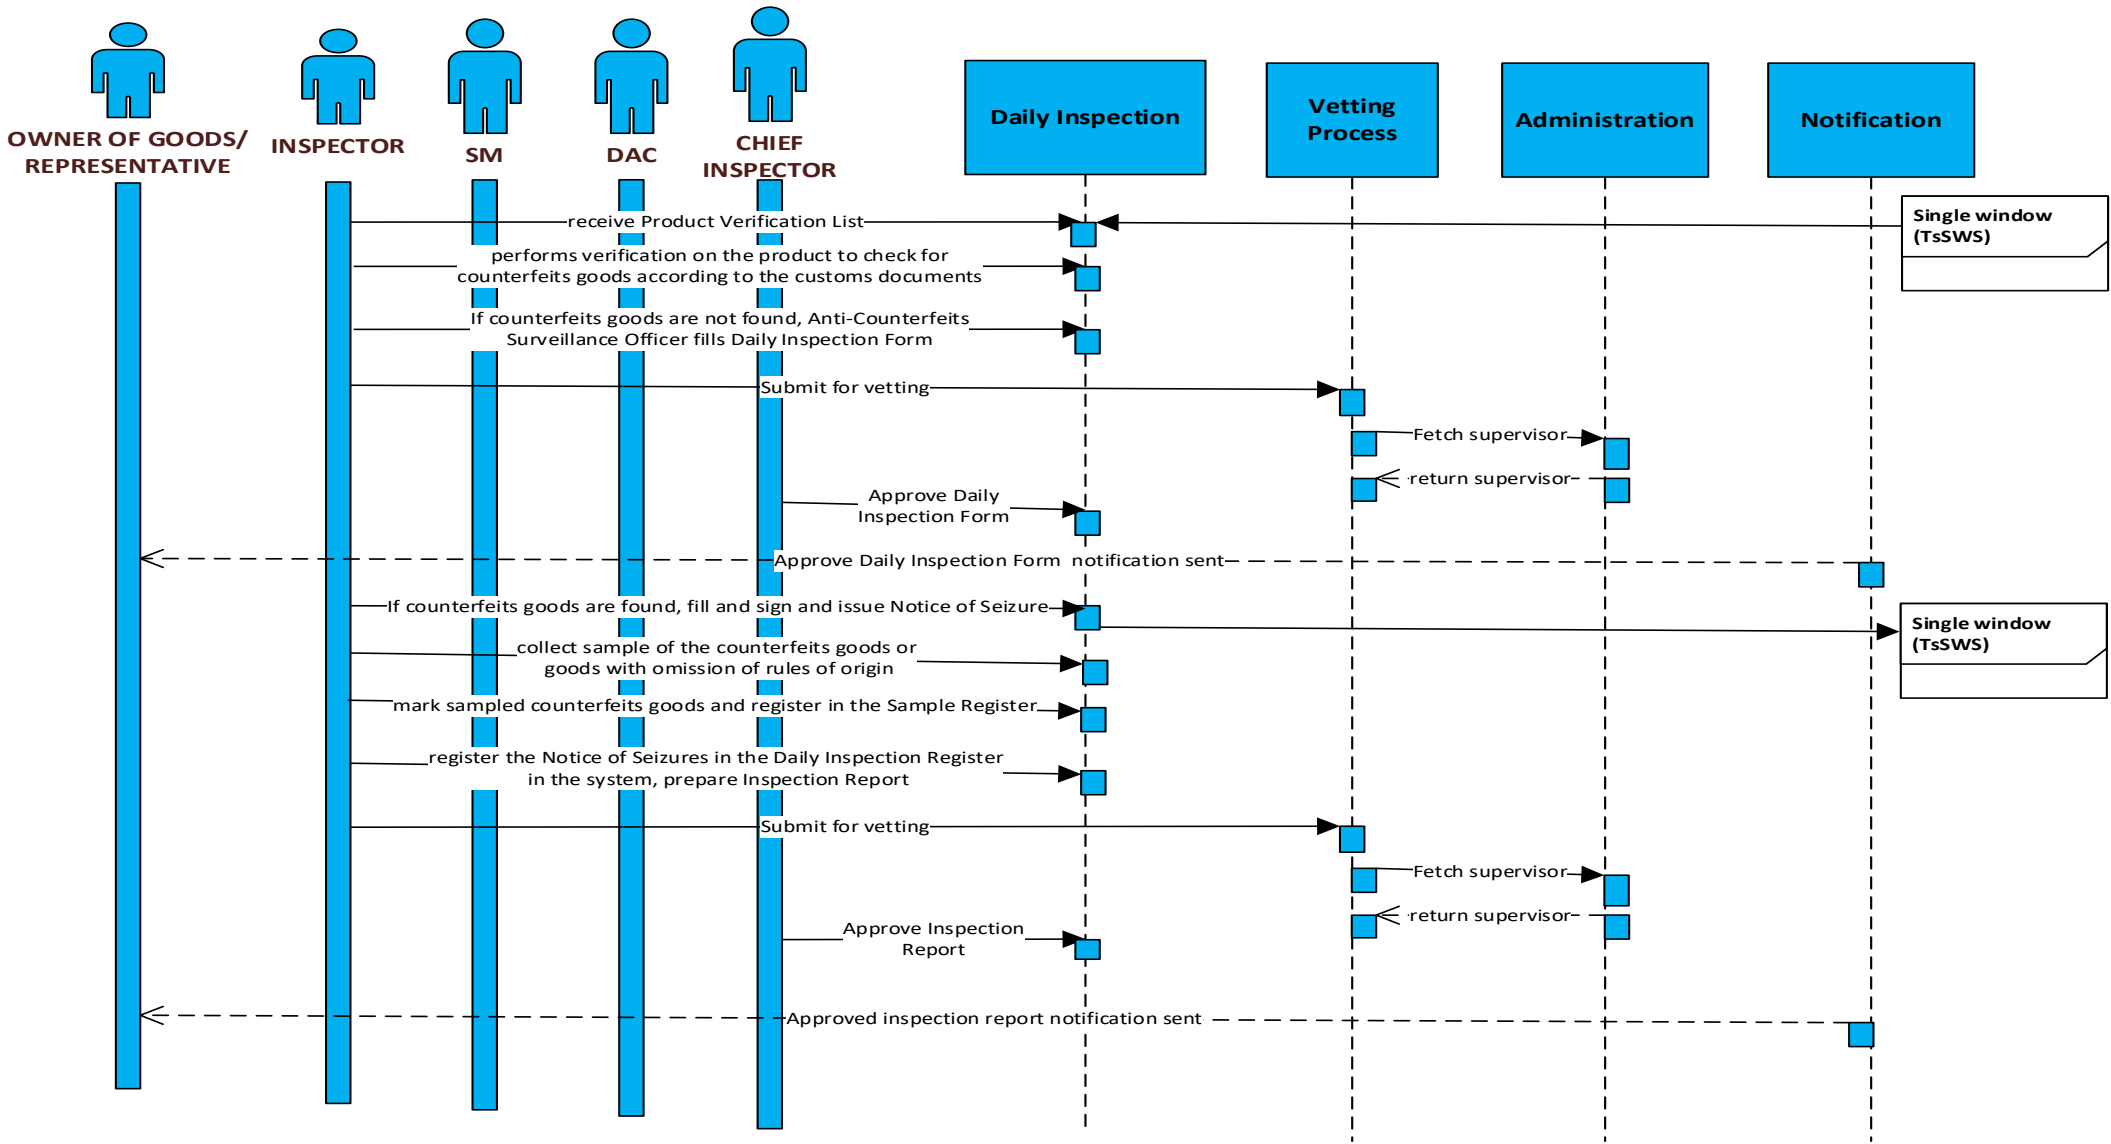 OWNER OF GOODS/
REPRESENTATIVE
INSPECTOR
SM
DAC
CHIEF
INSPECTOR
Daily Inspection
Vetting
Process
Administration
Notification
receive Product Verification List
Single window
(TsSWS)
performs verification on the product to check for
counterfeits goods according to the customs documents
If counterfeits goods are not found, Anti-Counterfeits
Surveillance Officer fills Daily Inspection Form
Submit for vetting
Fetch supervisor
return supervisor
Approve Daily
Inspection Form
Approve Daily Inspection Form notification sent
If counterfeits goods are found, fill and sign and issue Notice of Seizure
Single window
(TsSWS)
collect sample of the counterfeits goods or
goods with omission of rules of origin
mark sampled counterfeits goods and register in the Sample Register
register the Notice of Seizures in the Daily Inspection Register
in the system, prepare Inspection Report
Submit for vetting
Fetch supervisor
return supervisor
Approve Inspection
Report
Approved inspection report notification sent